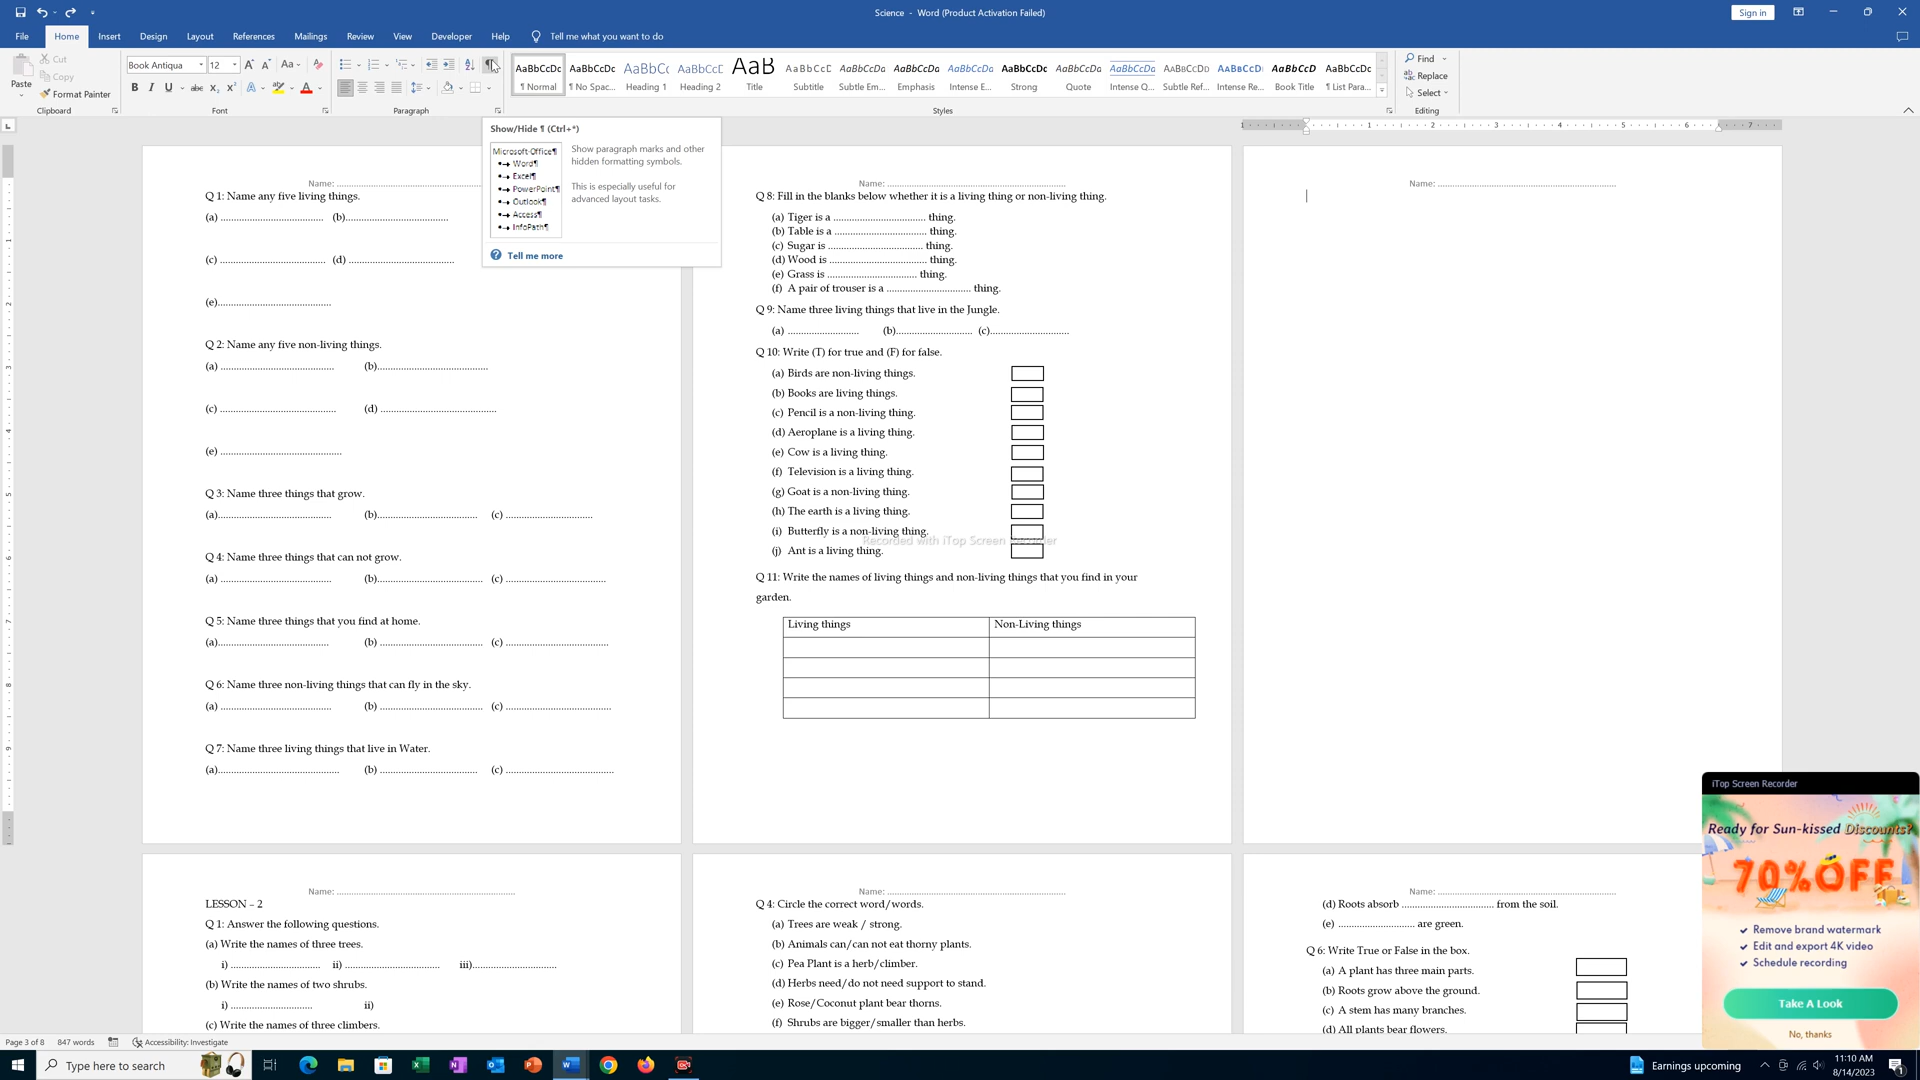 Science - Word (Product Activation Failed)
Sign in
File Home Insert Design Layout References Mailings Review View Developer Help Tell me what you want to do
Paste
Cut
Copy
Format Painter
Clipboard
Book Antiqua 12
Font
Paragraph
AaBbCcDc AaBbCcDc AaBbCc AaBbCcE AaB AaBbCcD AaBbCcDa AaBbCcDa AaBbCcDa AaBbCcDc AaBbCcDa AaBbCcDa AaBbCcDd AaBbCcDd AaBbCcD AaBbCcDc
¶ Normal ¶ No Spac... Heading 1 Heading 2 Title Subtitle Subtle Em... Emphasis Intense E... Strong Quote Intense Q... Subtle Ref... Intense Re... Book Title ¶ List Para...
Styles
Find
Replace
Select
Editing
Show/Hide ¶ (Ctrl+*)
Microsoft·Office¶
Word¶
Excel¶
PowerPoint¶
Outlook¶
Access¶
InfoPath¶
Show paragraph marks and other
hidden formatting symbols.
This is especially useful for
advanced layout tasks.
Tell me more
Name: ..........................................
Q 1: Name any five living things.
(a) ....................................... (b).......................................
(c) ........................................ (d) ........................................
(e)...........................................
Q 2: Name any five non-living things.
(a) ........................................... (b)..........................................
(c) ............................................ (d) ............................................
(e) ..............................................
Q 3: Name three things that grow.
(a)........................................... (b)...................................... (c) .................................
Q 4: Name three things that can not grow.
(a) .......................................... (b)........................................ (c) ......................................
Q 5: Name three things that you find at home.
(a).......................................... (b) ....................................... (c) .......................................
Q 6: Name three non-living things that can fly in the sky.
(a) .......................................... (b) ....................................... (c) ........................................
Q 7: Name three living things that live in Water.
(a).............................................. (b) ..................................... (c) .........................................
Name: ....................................................................
Q 8: Fill in the blanks below whether it is a living thing or non-living thing.
(a) Tiger is a ................................... thing.
(b) Table is a ................................... thing.
(c) Sugar is .................................... thing.
(d) Wood is ..................................... thing.
(e) Grass is .................................. thing.
(f) A pair of trouser is a ................................ thing.
Q 9: Name three living things that live in the Jungle.
(a) ........................... (b)............................. (c)..............................
Q 10: Write (T) for true and (F) for false.
(a) Birds are non-living things.
(b) Books are living things.
(c) Pencil is a non-living thing.
(d) Aeroplane is a living thing.
(e) Cow is a living thing.
(f) Television is a living thing.
(g) Goat is a non-living thing.
(h) The earth is a living thing.
(i) Butterfly is a non-living thing.
(j) Ant is a living thing.
Recorded with iTop Screen Recorder
Q 11: Write the names of living things and non-living things that you find in your
garden.
Living things Non-Living things
Name: ....................................................................
Name: ....................................................................
LESSON – 2
Q 1: Answer the following questions.
(a) Write the names of three trees.
i) .................................. ii) .................................... iii)................................
(b) Write the names of two shrubs.
i) ............................... ii)
(c) Write the names of three climbers.
Name: ....................................................................
Q 4: Circle the correct word/words.
(a) Trees are weak / strong.
(b) Animals can/can not eat thorny plants.
(c) Pea Plant is a herb/climber.
(d) Herbs need/do not need support to stand.
(e) Rose/Coconut plant bear thorns.
(f) Shrubs are bigger/smaller than herbs.
Name: ....................................................................
(d) Roots absorb ................................... from the soil.
(e) ............................. are green.
Q 6: Write True or False in the box.
(a) A plant has three main parts.
(b) Roots grow above the ground.
(c) A stem has many branches.
(d) All plants bear flowers.
iTop Screen Recorder
Ready for Sun-kissed Discounts?
70% OFF
Remove brand watermark
Edit and export 4K video
Schedule recording
Take A Look
No, thanks
Page 3 of 8 847 words Accessibility: Investigate
Type here to search
Earnings upcoming
11:10 AM
8/14/2023